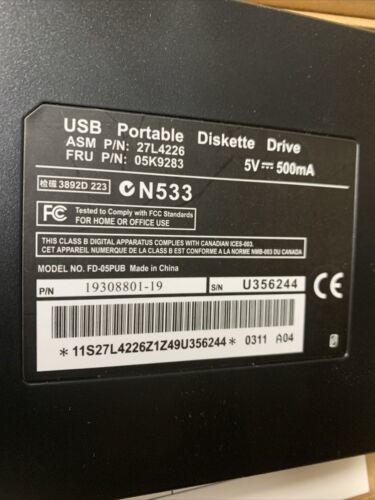 USB Portable Diskette Drive
ASM P/N: 27L4226
FRU P/N: 05K9283 5V⎓500mA
檢磁 3892D 223 N533
FC Tested to Comply with FCC Standards
FOR HOME OR OFFICE USE
THIS CLASS B DIGITAL APPARATUS COMPLIES WITH CANADIAN ICES-003.
CET APPAREIL NUMERIQUE DE LA CLASSE B EST CONFORME A LA NORME NMB-003 DU CANADA.
MODEL NO. FD-05PUB Made in China
P/N 19308801-19 S/N U356244 CE
*11S27L4226Z1Z49U356244* 0311 A04